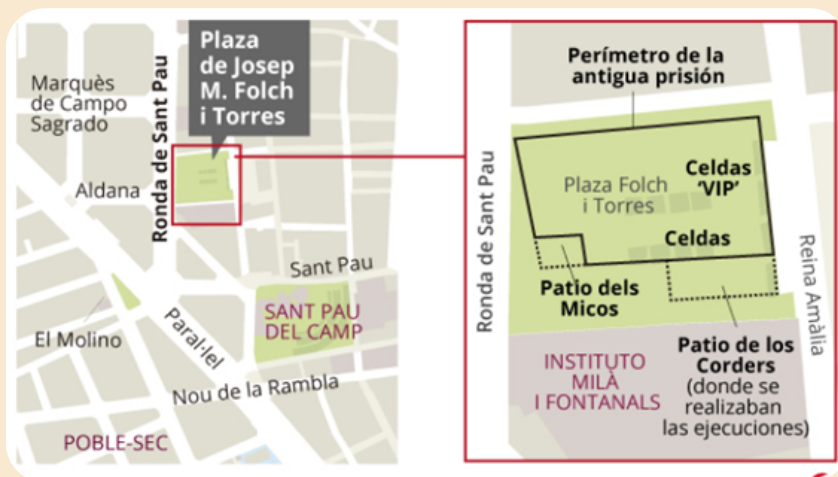 Plaza
de Josep
M. Folch
i Torres
Marquès
de Campo
Sagrado
Ronda de Sant Pau
Aldana
Sant Pau
SANT PAU
DEL CAMP
El Molino
Paral·lel
Nou de la Rambla
POBLE-SEC
Perímetro de la
antigua prisión
Ronda de Sant Pau
Plaza Folch
i Torres
Celdas
‘VIP’
Celdas
Reina Amàlia
Patio dels
Micos
Patio de los
Corders
(donde se
realizaban
las ejecuciones)
INSTITUTO
MILÀ
I FONTANALS